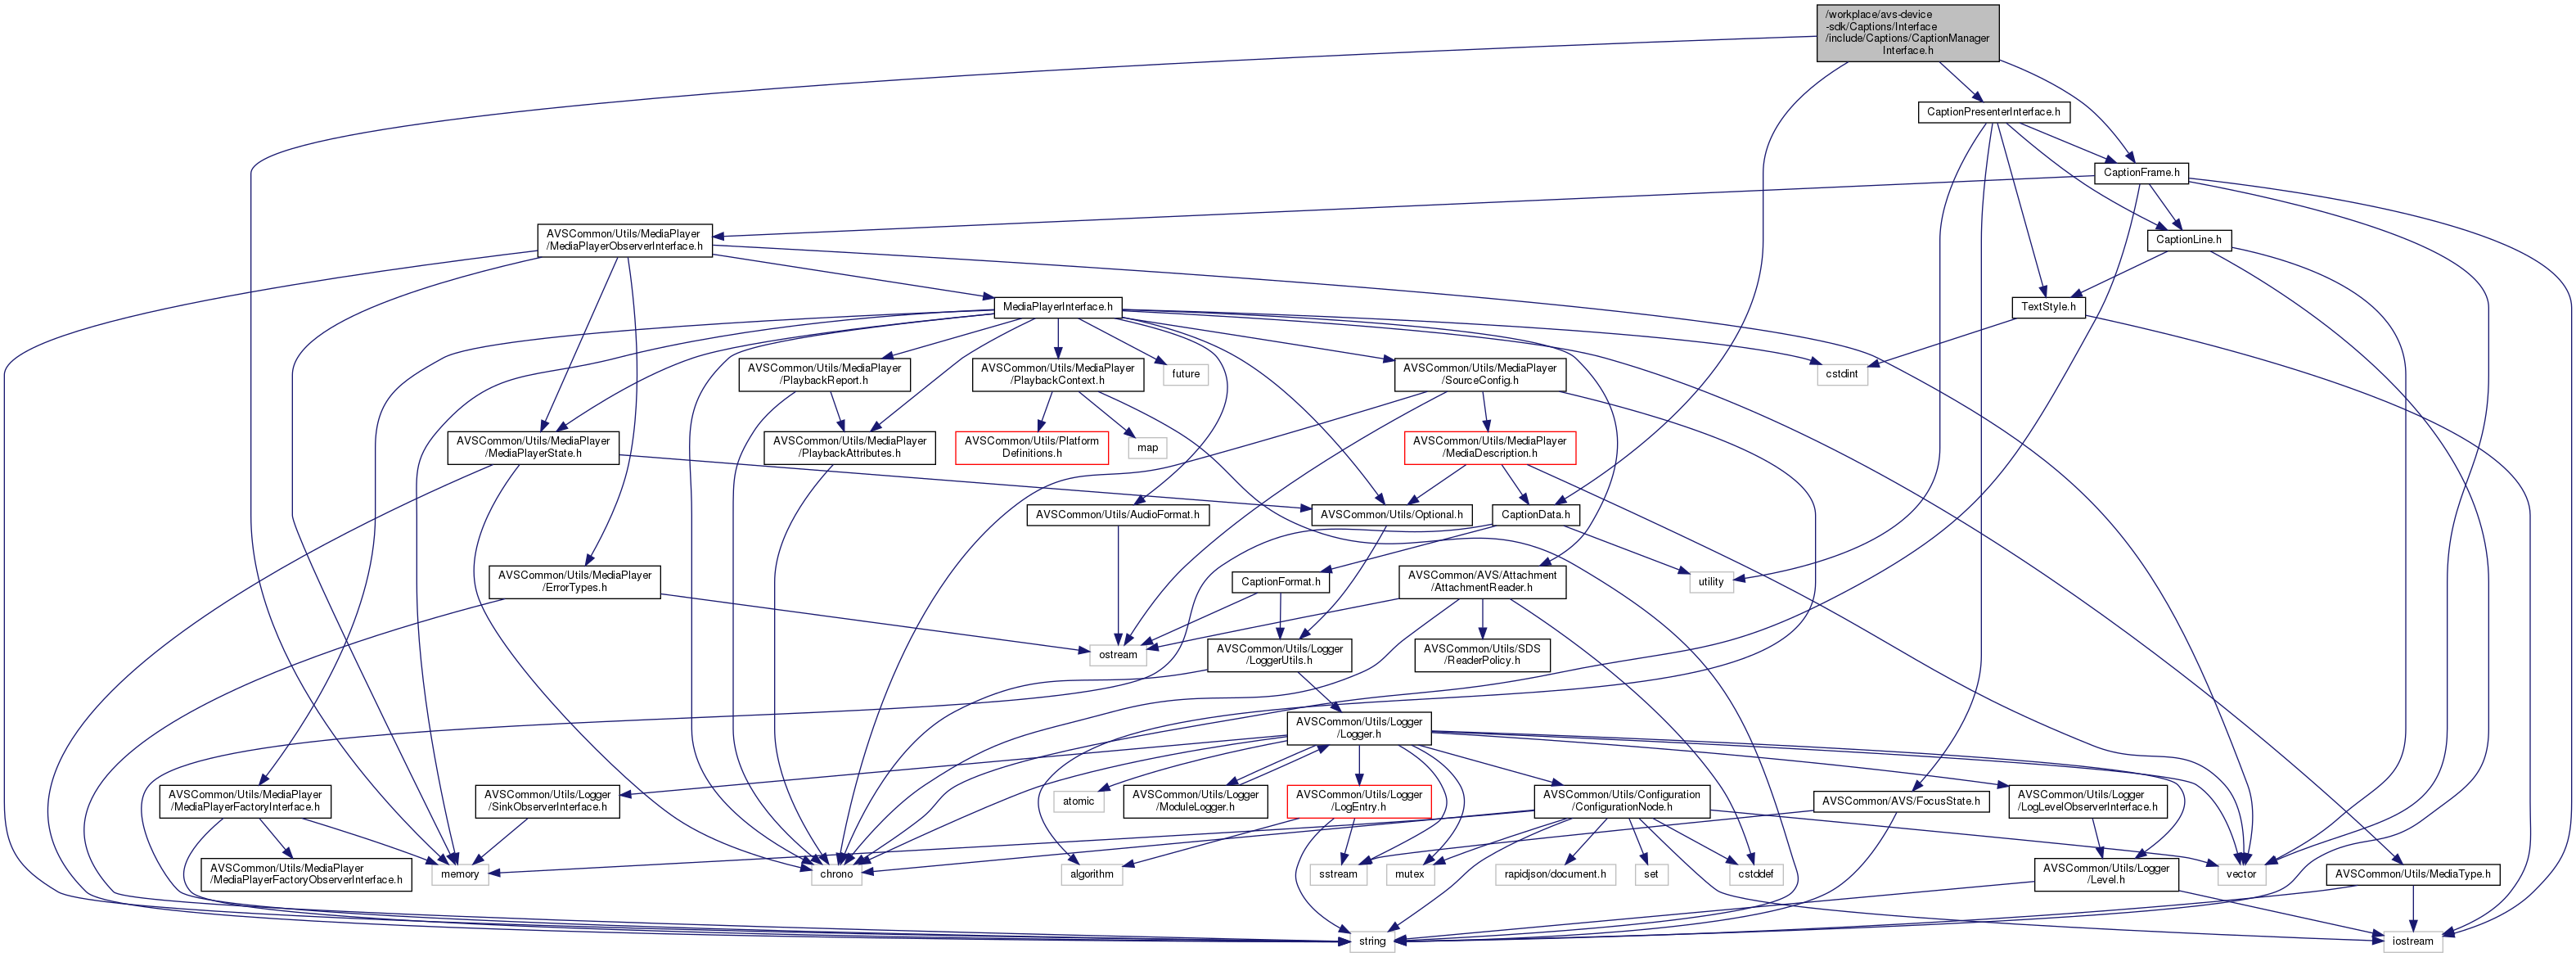 /workplace/avs-device
-sdk/Captions/Interface
/include/Captions/CaptionManager
Interface.h
CaptionPresenterInterface.h
CaptionFrame.h
AVSCommon/Utils/MediaPlayer
/MediaPlayerObserverInterface.h
CaptionLine.h
MediaPlayerInterface.h
TextStyle.h
AVSCommon/Utils/MediaPlayer
/PlaybackReport.h
AVSCommon/Utils/MediaPlayer
/PlaybackContext.h
future
AVSCommon/Utils/MediaPlayer
/SourceConfig.h
cstdint
AVSCommon/Utils/MediaPlayer
/MediaPlayerState.h
AVSCommon/Utils/MediaPlayer
/PlaybackAttributes.h
AVSCommon/Utils/Platform
Definitions.h
map
AVSCommon/Utils/MediaPlayer
/MediaDescription.h
AVSCommon/Utils/AudioFormat.h
AVSCommon/Utils/Optional.h
CaptionData.h
AVSCommon/Utils/MediaPlayer
/ErrorTypes.h
CaptionFormat.h
AVSCommon/AVS/Attachment
/AttachmentReader.h
utility
ostream
AVSCommon/Utils/Logger
/LoggerUtils.h
AVSCommon/Utils/SDS
/ReaderPolicy.h
AVSCommon/Utils/Logger
/Logger.h
AVSCommon/Utils/MediaPlayer
/MediaPlayerFactoryInterface.h
AVSCommon/Utils/Logger
/SinkObserverInterface.h
atomic
AVSCommon/Utils/Logger
/ModuleLogger.h
AVSCommon/Utils/Logger
/LogEntry.h
AVSCommon/Utils/Configuration
/ConfigurationNode.h
AVSCommon/AVS/FocusState.h
AVSCommon/Utils/Logger
/LogLevelObserverInterface.h
AVSCommon/Utils/MediaPlayer
/MediaPlayerFactoryObserverInterface.h
memory
chrono
algorithm
sstream
mutex
rapidjson/document.h
set
cstddef
AVSCommon/Utils/Logger
/Level.h
vector
AVSCommon/Utils/MediaType.h
string
iostream